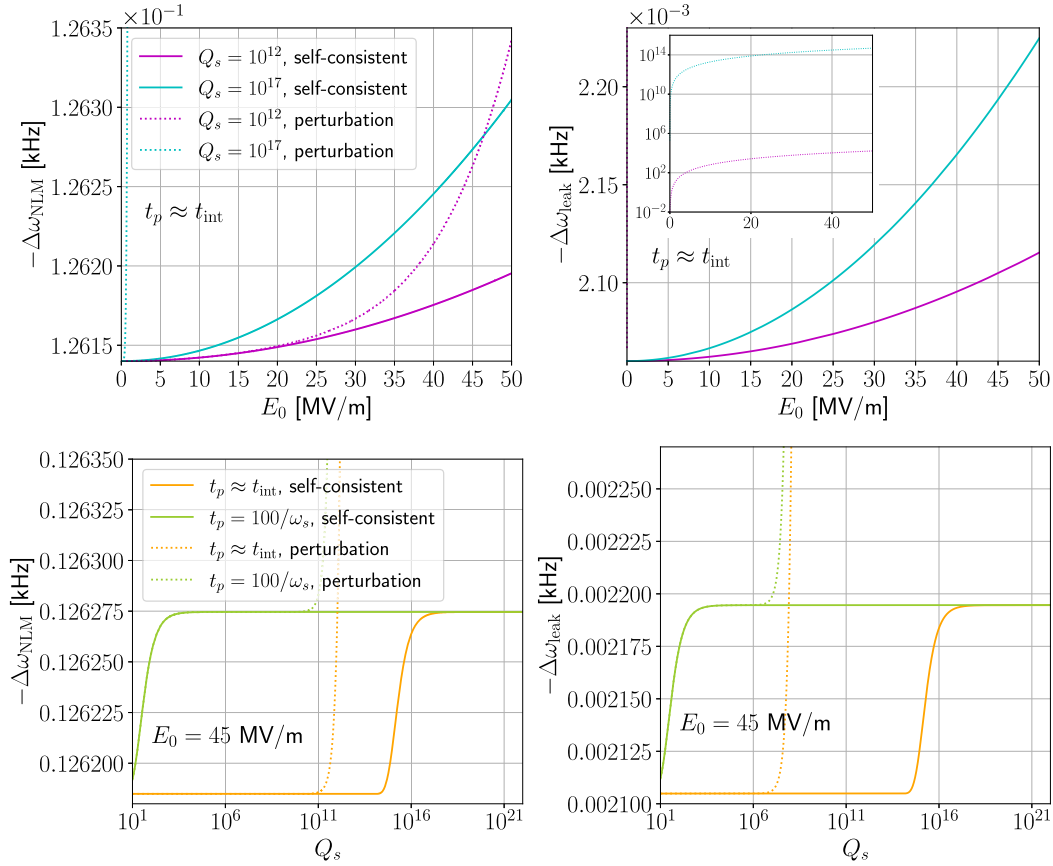 ×10⁻¹
1.2635
1.2630
1.2625
1.2620
1.2615
−Δω_NLM [kHz]
Q_s = 10¹², self-consistent
Q_s = 10¹⁷, self-consistent
Q_s = 10¹², perturbation
Q_s = 10¹⁷, perturbation
t_p ≈ t_int
0 5 10 15 20 25 30 35 40 45 50
E₀ [MV/m]
×10⁻³
2.20
2.15
2.10
−Δω_leak [kHz]
10¹⁴
10¹⁰
10⁶
10²
10⁻²
0 20 40
t_p ≈ t_int
0 5 10 15 20 25 30 35 40 45 50
E₀ [MV/m]
0.126350
0.126325
0.126300
0.126275
0.126250
0.126225
0.126200
−Δω_NLM [kHz]
t_p ≈ t_int, self-consistent
t_p = 100/ω_s, self-consistent
t_p ≈ t_int, perturbation
t_p = 100/ω_s, perturbation
E₀ = 45 MV/m
10¹ 10⁶ 10¹¹ 10¹⁶ 10²¹
Q_s
0.002250
0.002225
0.002200
0.002175
0.002150
0.002125
0.002100
−Δω_leak [kHz]
E₀ = 45 MV/m
10¹ 10⁶ 10¹¹ 10¹⁶ 10²¹
Q_s